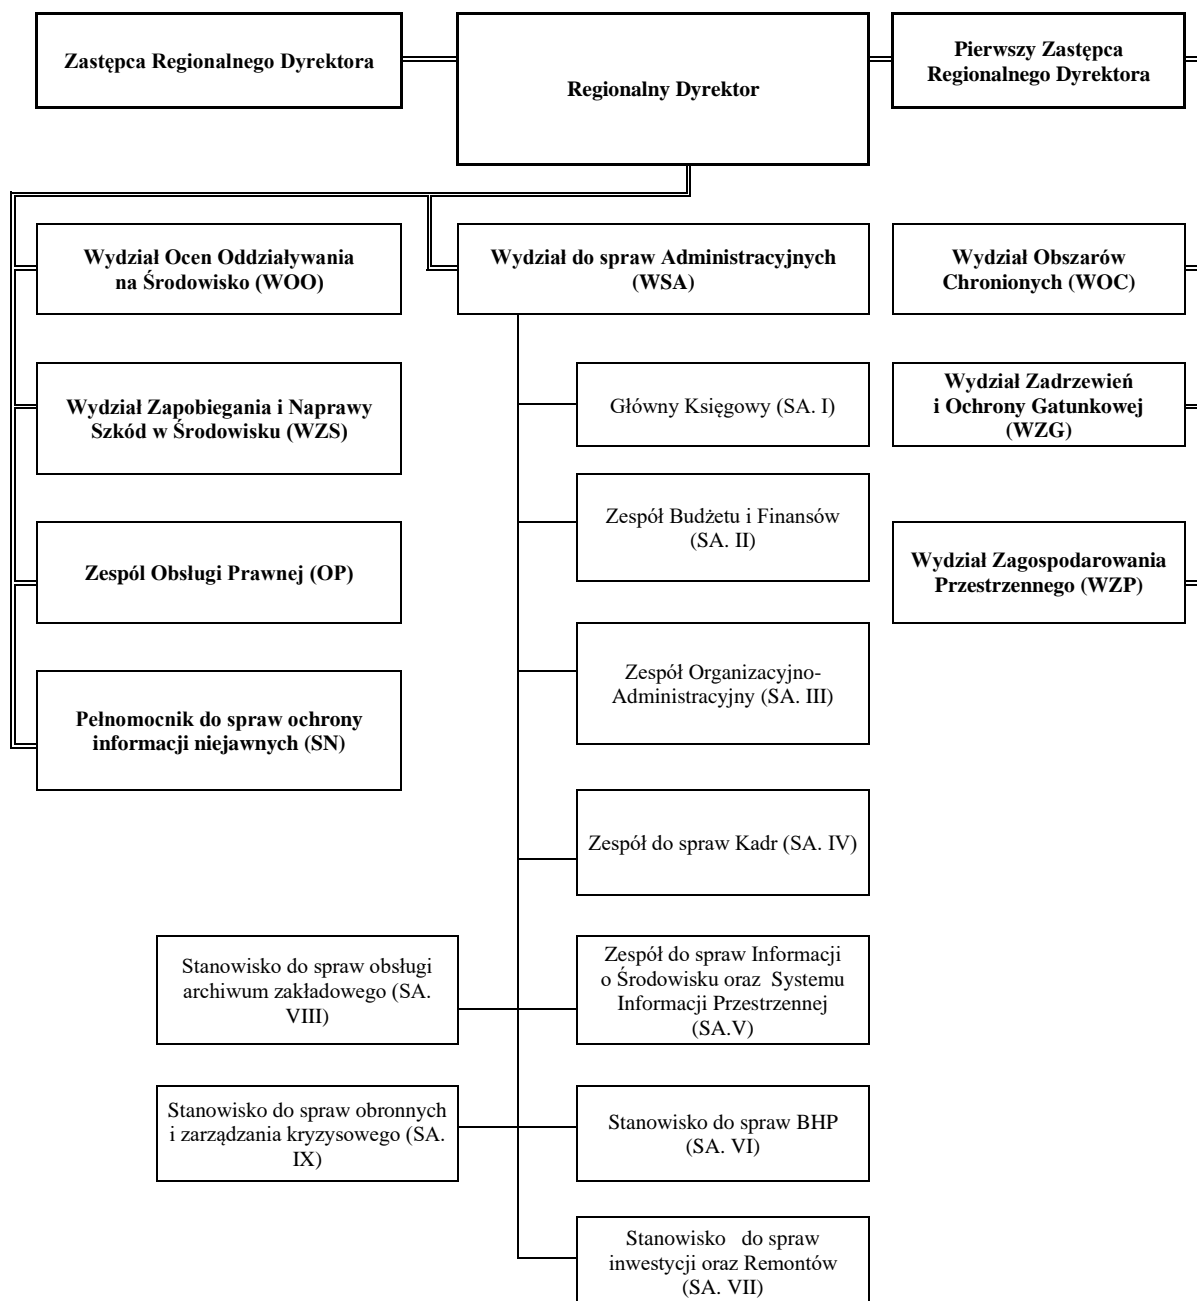 Zastępca Regionalnego Dyrektora
Regionalny Dyrektor
Pierwszy Zastępca
Regionalnego Dyrektora
Wydział Ocen Oddziaływania
na Środowisko (WOO)
Wydział do spraw Administracyjnych
(WSA)
Wydział Obszarów
Chronionych (WOC)
Wydział Zapobiegania i Naprawy
Szkód w Środowisku (WZS)
Główny Księgowy (SA. I)
Wydział Zadrzewień
i Ochrony Gatunkowej
(WZG)
Zespól Obsługi Prawnej (OP)
Zespół Budżetu i Finansów
(SA. II)
Wydział Zagospodarowania
Przestrzennego (WZP)
Pełnomocnik do spraw ochrony
informacji niejawnych (SN)
Zespół Organizacyjno-
Administracyjny (SA. III)
Zespół do spraw Kadr (SA. IV)
Stanowisko do spraw obsługi
archiwum zakładowego (SA.
VIII)
Zespół do spraw Informacji
o Środowisku oraz  Systemu
Informacji Przestrzennej
(SA.V)
Stanowisko do spraw obronnych
i zarządzania kryzysowego (SA.
IX)
Stanowisko do spraw BHP
(SA. VI)
Stanowisko   do spraw
inwestycji oraz Remontów
(SA. VII)